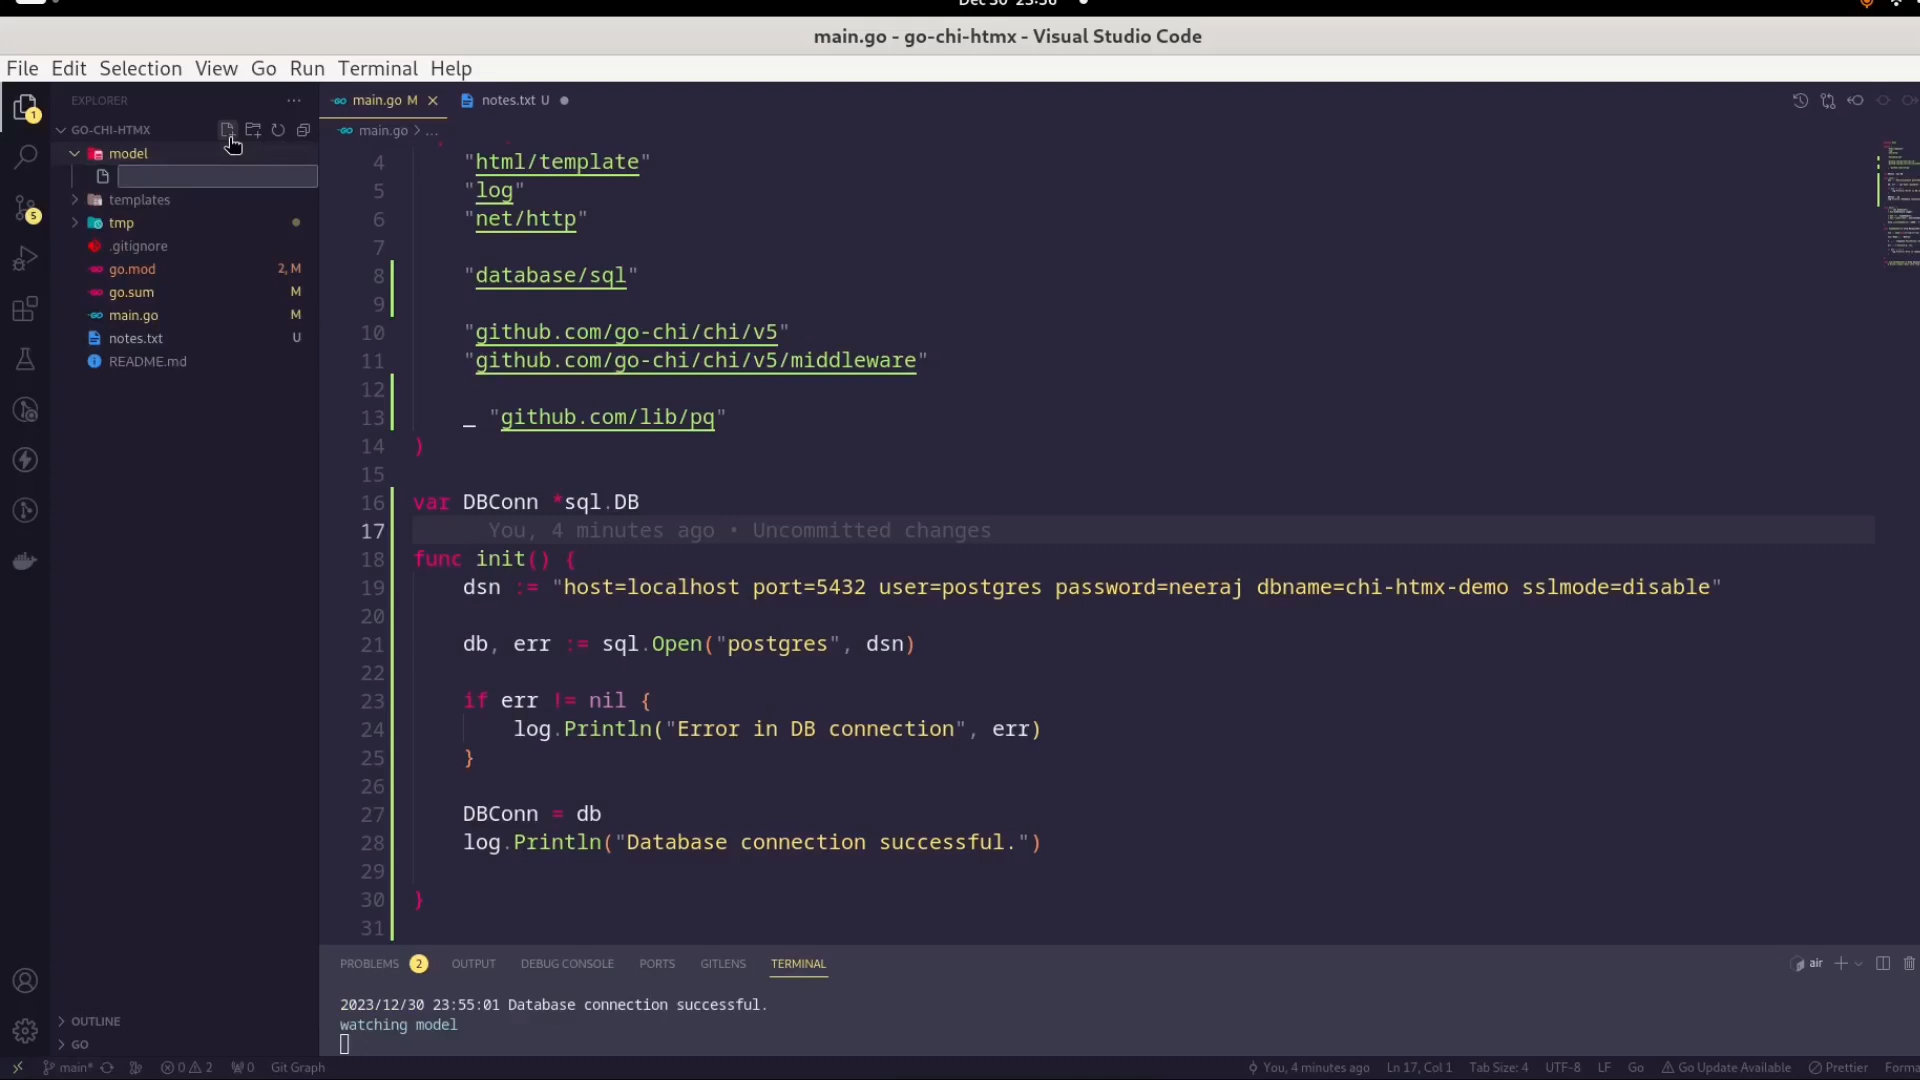 Dec 30 23:56
main.go - go-chi-htmx - Visual Studio Code
File Edit Selection View Go Run Terminal Help
EXPLORER
GO-CHI-HTMX
model
templates
tmp
.gitignore
go.mod 2, M
go.sum M
main.go M
notes.txt U
README.md
OUTLINE
GO
1
5
main.go M
notes.txt U
main.go > ...
4 "html/template"
5 "log"
6 "net/http"
7
8 "database/sql"
9
10 "github.com/go-chi/chi/v5"
11 "github.com/go-chi/chi/v5/middleware"
12
13 _ "github.com/lib/pq"
14 )
15
16 var DBConn *sql.DB
17 You, 4 minutes ago • Uncommitted changes
18 func init() {
19 dsn := "host=localhost port=5432 user=postgres password=neeraj dbname=chi-htmx-demo sslmode=disable"
20
21 db, err := sql.Open("postgres", dsn)
22
23 if err != nil {
24 log.Println("Error in DB connection", err)
25 }
26
27 DBConn = db
28 log.Println("Database connection successful.")
29
30 }
31
PROBLEMS 2 OUTPUT DEBUG CONSOLE PORTS GITLENS TERMINAL
air
2023/12/30 23:55:01 Database connection successful.
watching model
main* 0 2 0 Git Graph You, 4 minutes ago Ln 17, Col 1 Tab Size: 4 UTF-8 LF Go Go Update Available Prettier